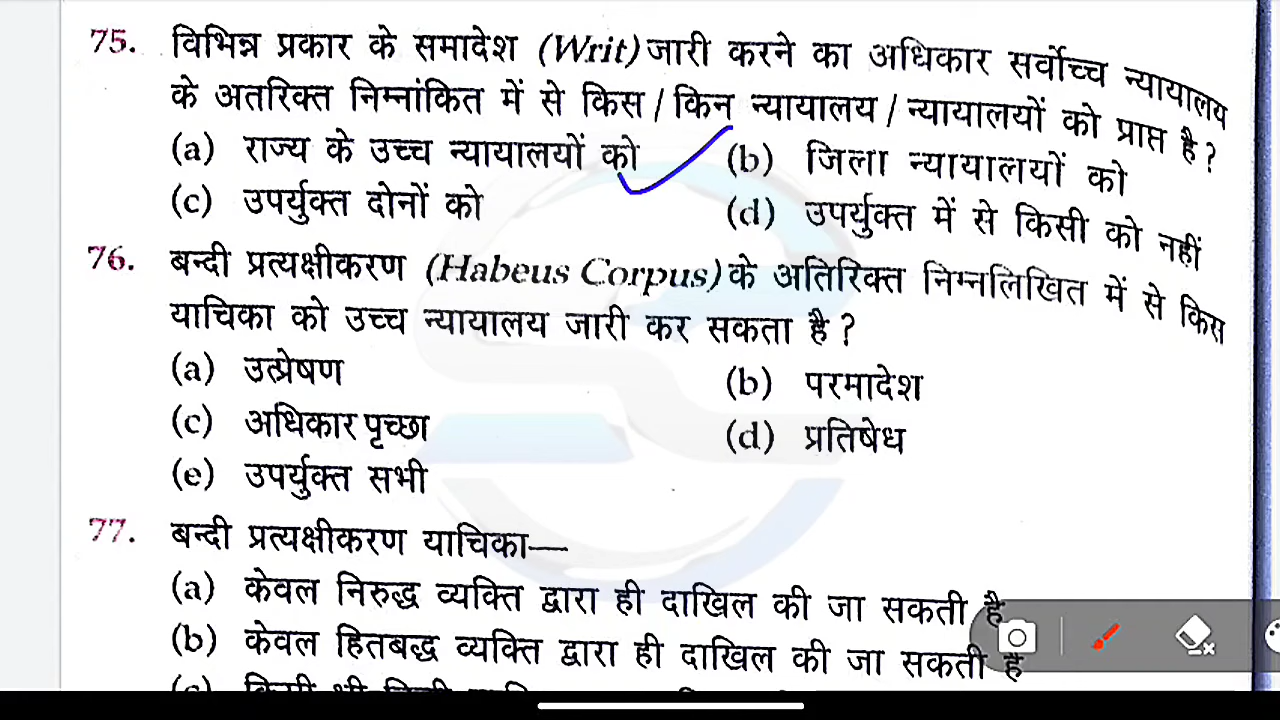 75. विभिन्न प्रकार के समादेश (Writ) जारी करने का अधिकार सर्वोच्च न्यायालय
के अतरिक्त निम्नांकित में से किस / किन न्यायालय / न्यायालयों को प्राप्त है ?
(a) राज्य के उच्च न्यायालयों को (b) जिला न्यायालयों को
(c) उपर्युक्त दोनों को (d) उपर्युक्त में से किसी को नहीं
76. बन्दी प्रत्यक्षीकरण (Habeus Corpus) के अतिरिक्त निम्नलिखित में से किस
याचिका को उच्च न्यायालय जारी कर सकता है ?
(a) उत्प्रेषण (b) परमादेश
(c) अधिकार पृच्छा (d) प्रतिषेध
(e) उपर्युक्त सभी
77. बन्दी प्रत्यक्षीकरण याचिका—
(a) केवल निरुद्ध व्यक्ति द्वारा ही दाखिल की जा सकती है
(b) केवल हितबद्ध व्यक्ति द्वारा ही दाखिल की जा सकती है